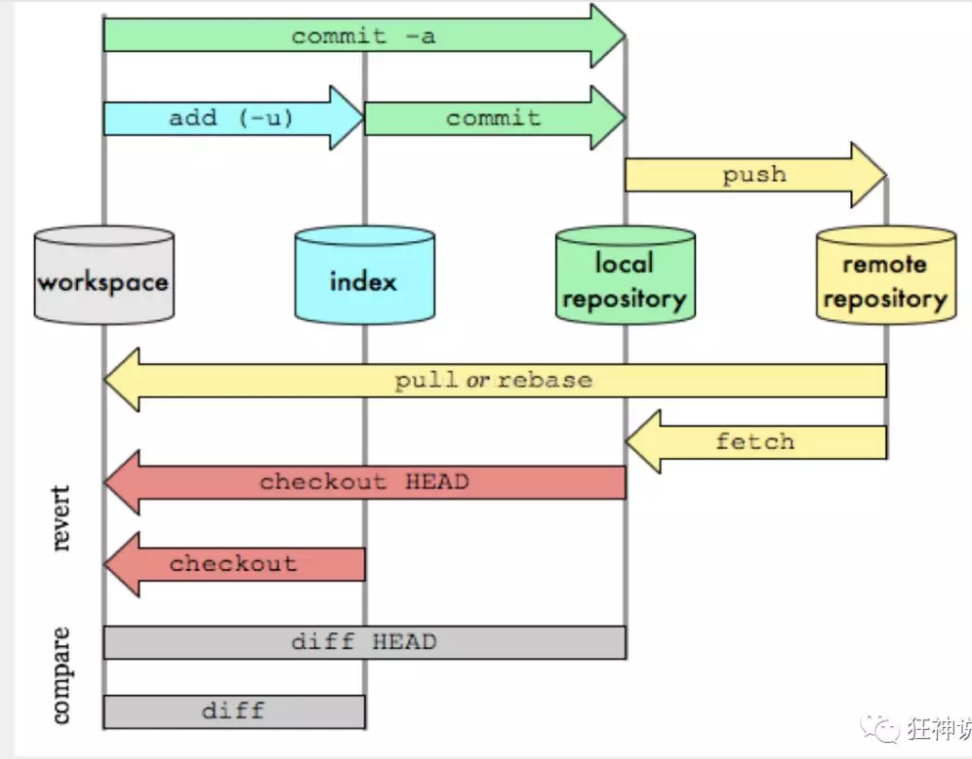 commit -a
add (-u)
commit
push
workspace
index
local
repository
remote
repository
pull or rebase
fetch
revert
checkout HEAD
checkout
compare
diff HEAD
diff
狂神说